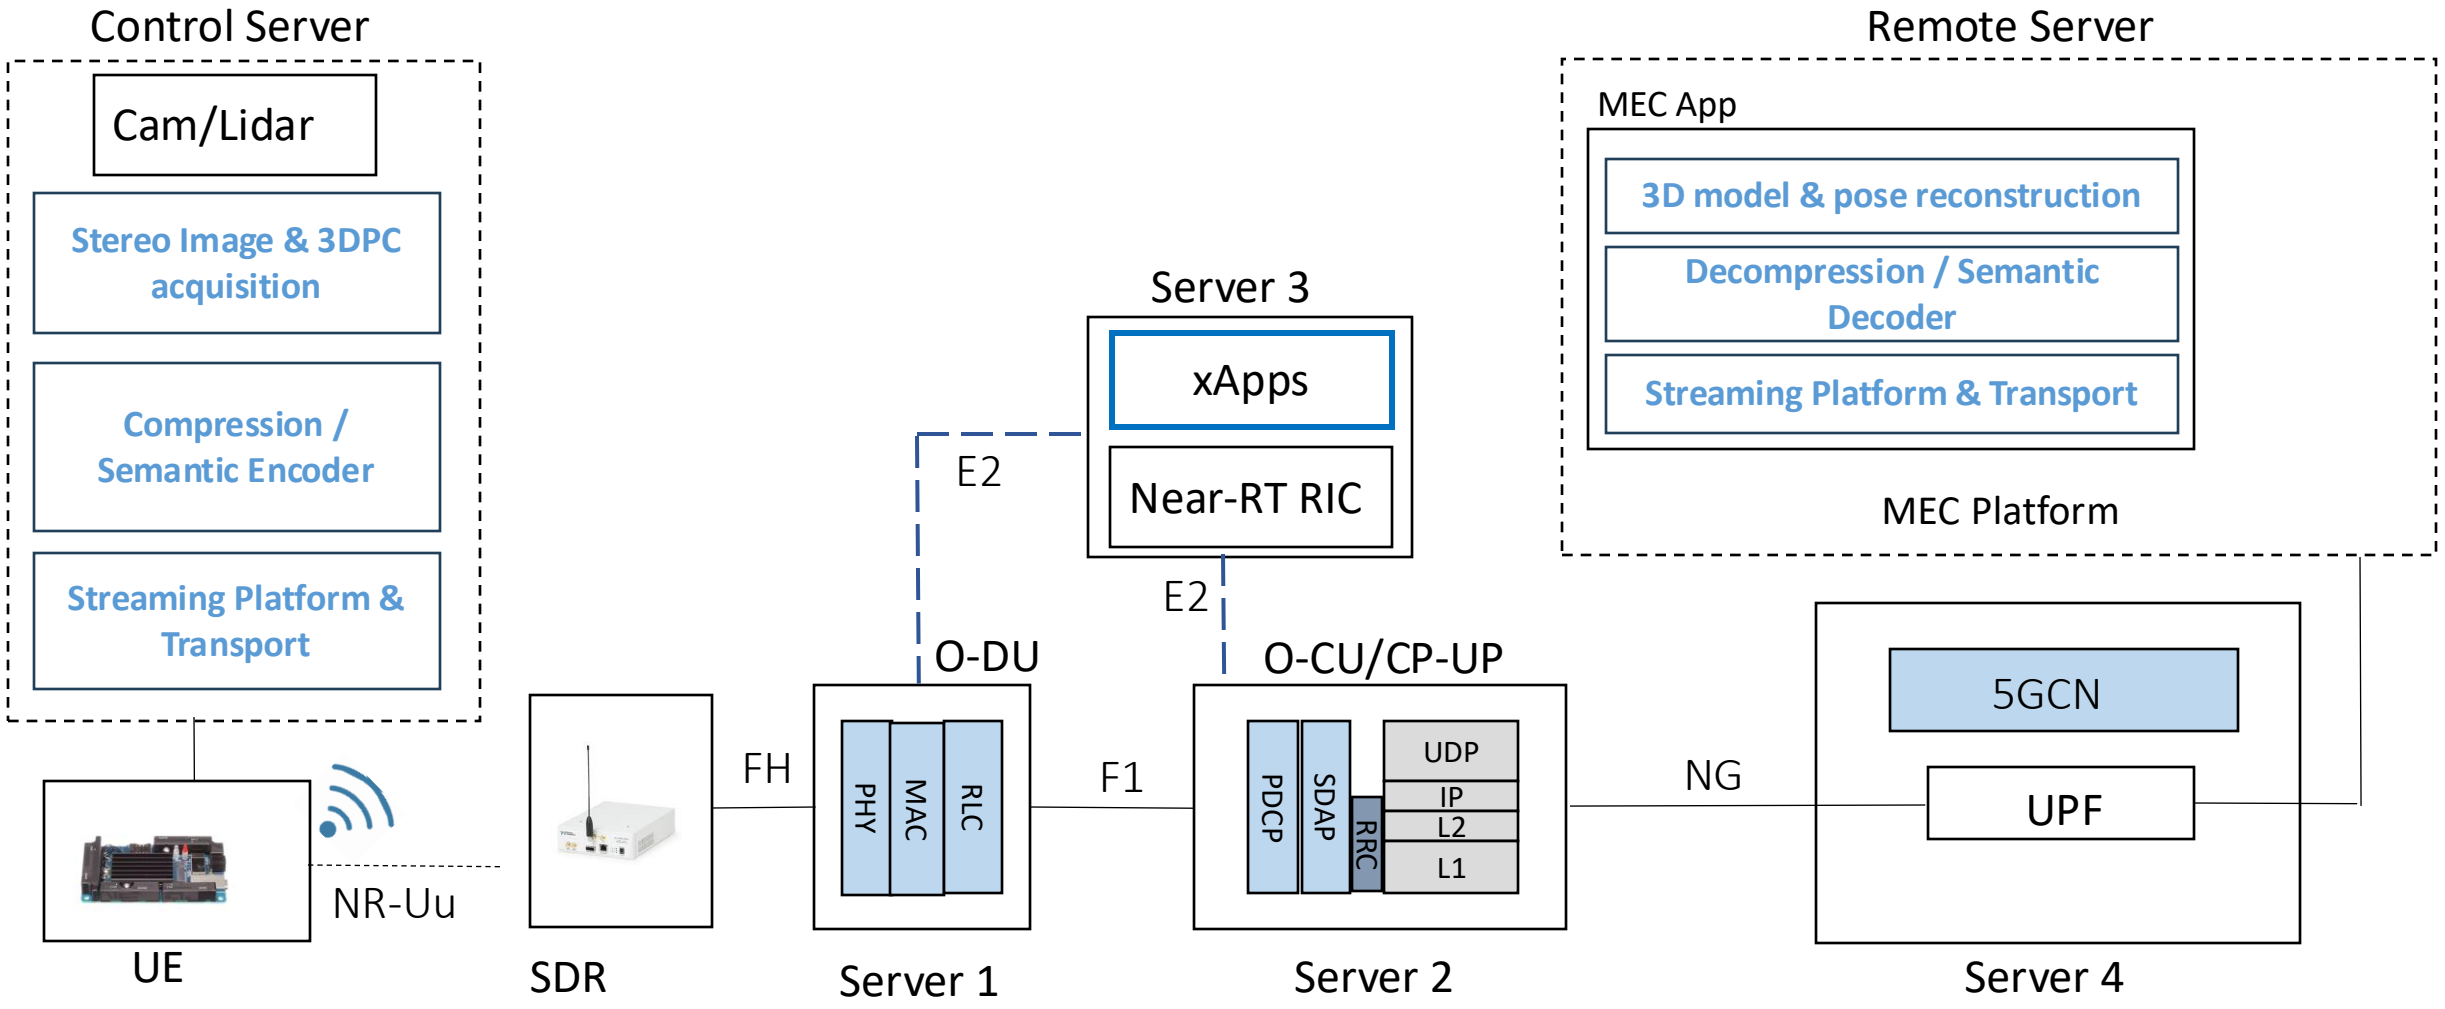 Control Server
Cam/Lidar
Stereo Image & 3DPC
acquisition
Compression /
Semantic Encoder
Streaming Platform &
Transport
UE
NR-Uu
SDR
FH
O-DU
PHY
MAC
RLC
Server 1
F1
E2
Server 3
xApps
Near-RT RIC
E2
O-CU/CP-UP
PDCP
SDAP
RRC
UDP
IP
L2
L1
Server 2
NG
Remote Server
MEC App
3D model & pose reconstruction
Decompression / Semantic
Decoder
Streaming Platform & Transport
MEC Platform
5GCN
UPF
Server 4